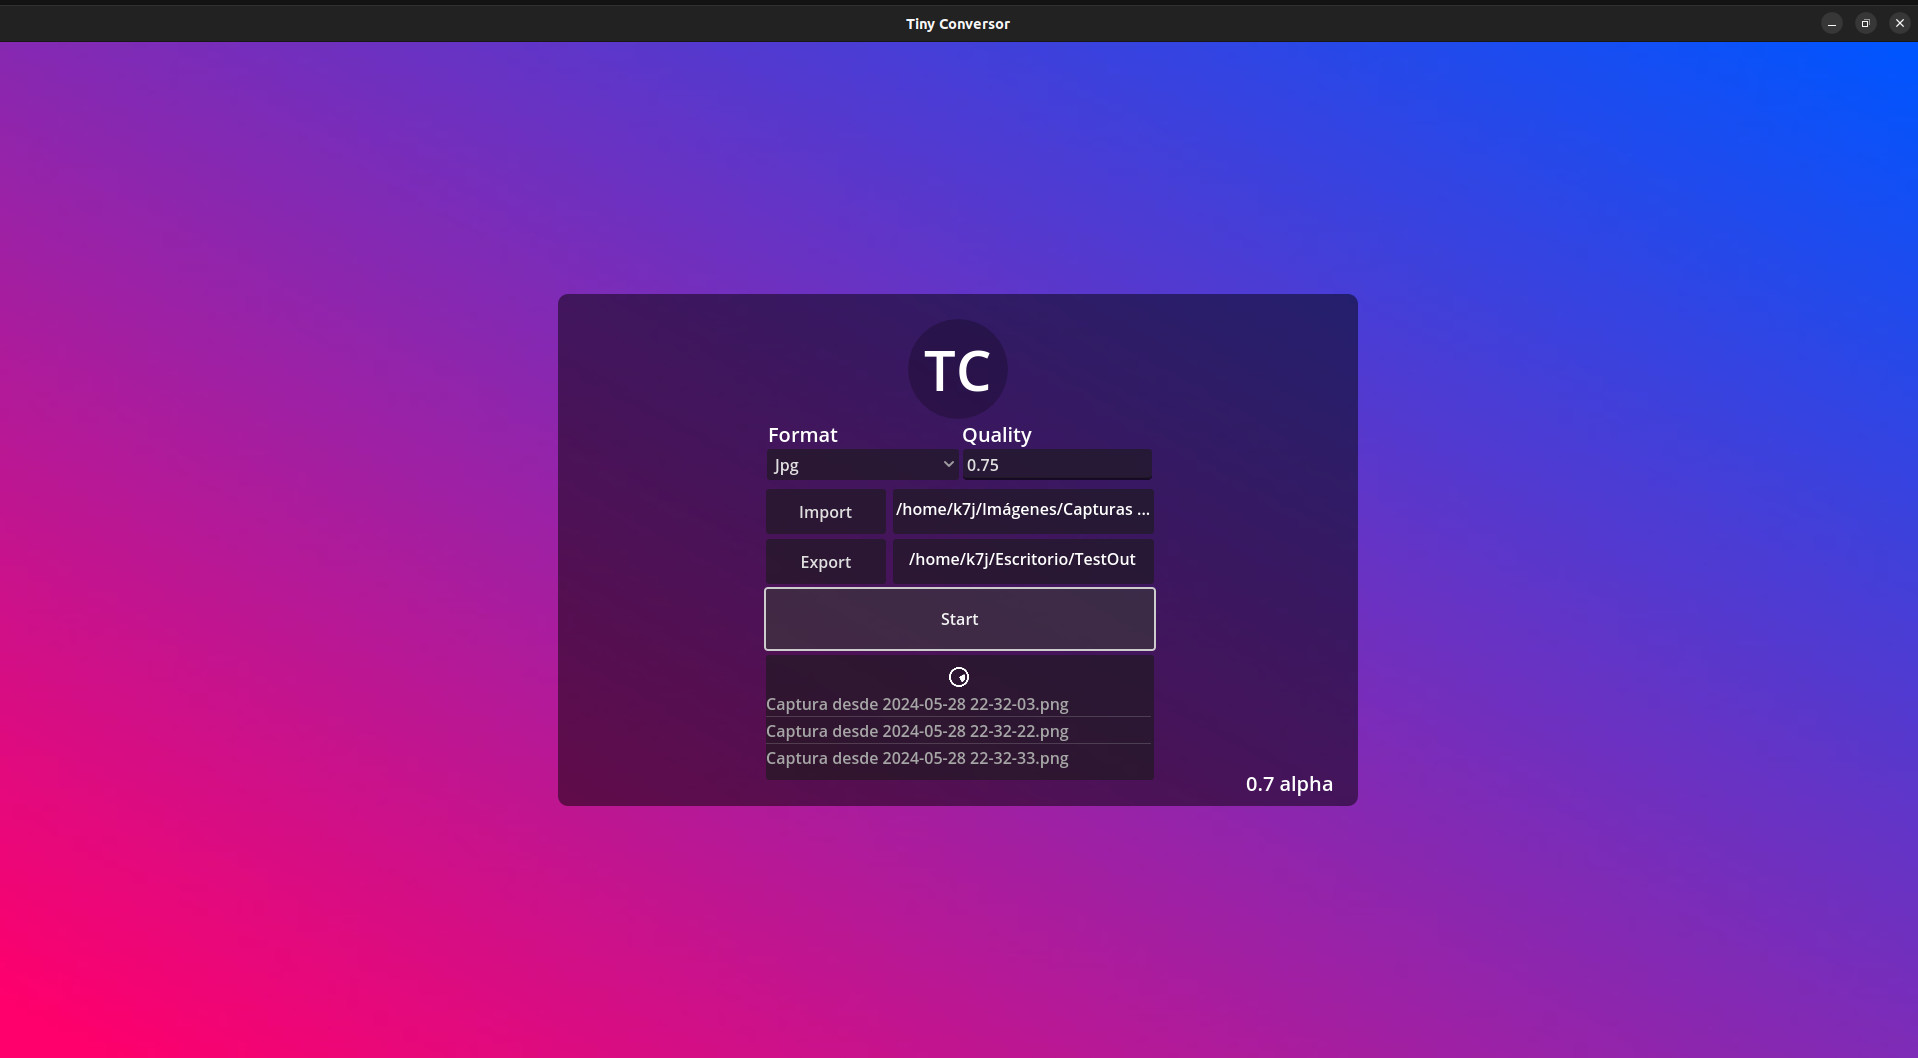 Tiny Conversor
TC
Format Quality
Jpg 0.75
Import /home/k7j/Imágenes/Capturas ...
Export /home/k7j/Escritorio/TestOut
Start
Captura desde 2024-05-28 22-32-03.png
Captura desde 2024-05-28 22-32-22.png
Captura desde 2024-05-28 22-32-33.png
0.7 alpha